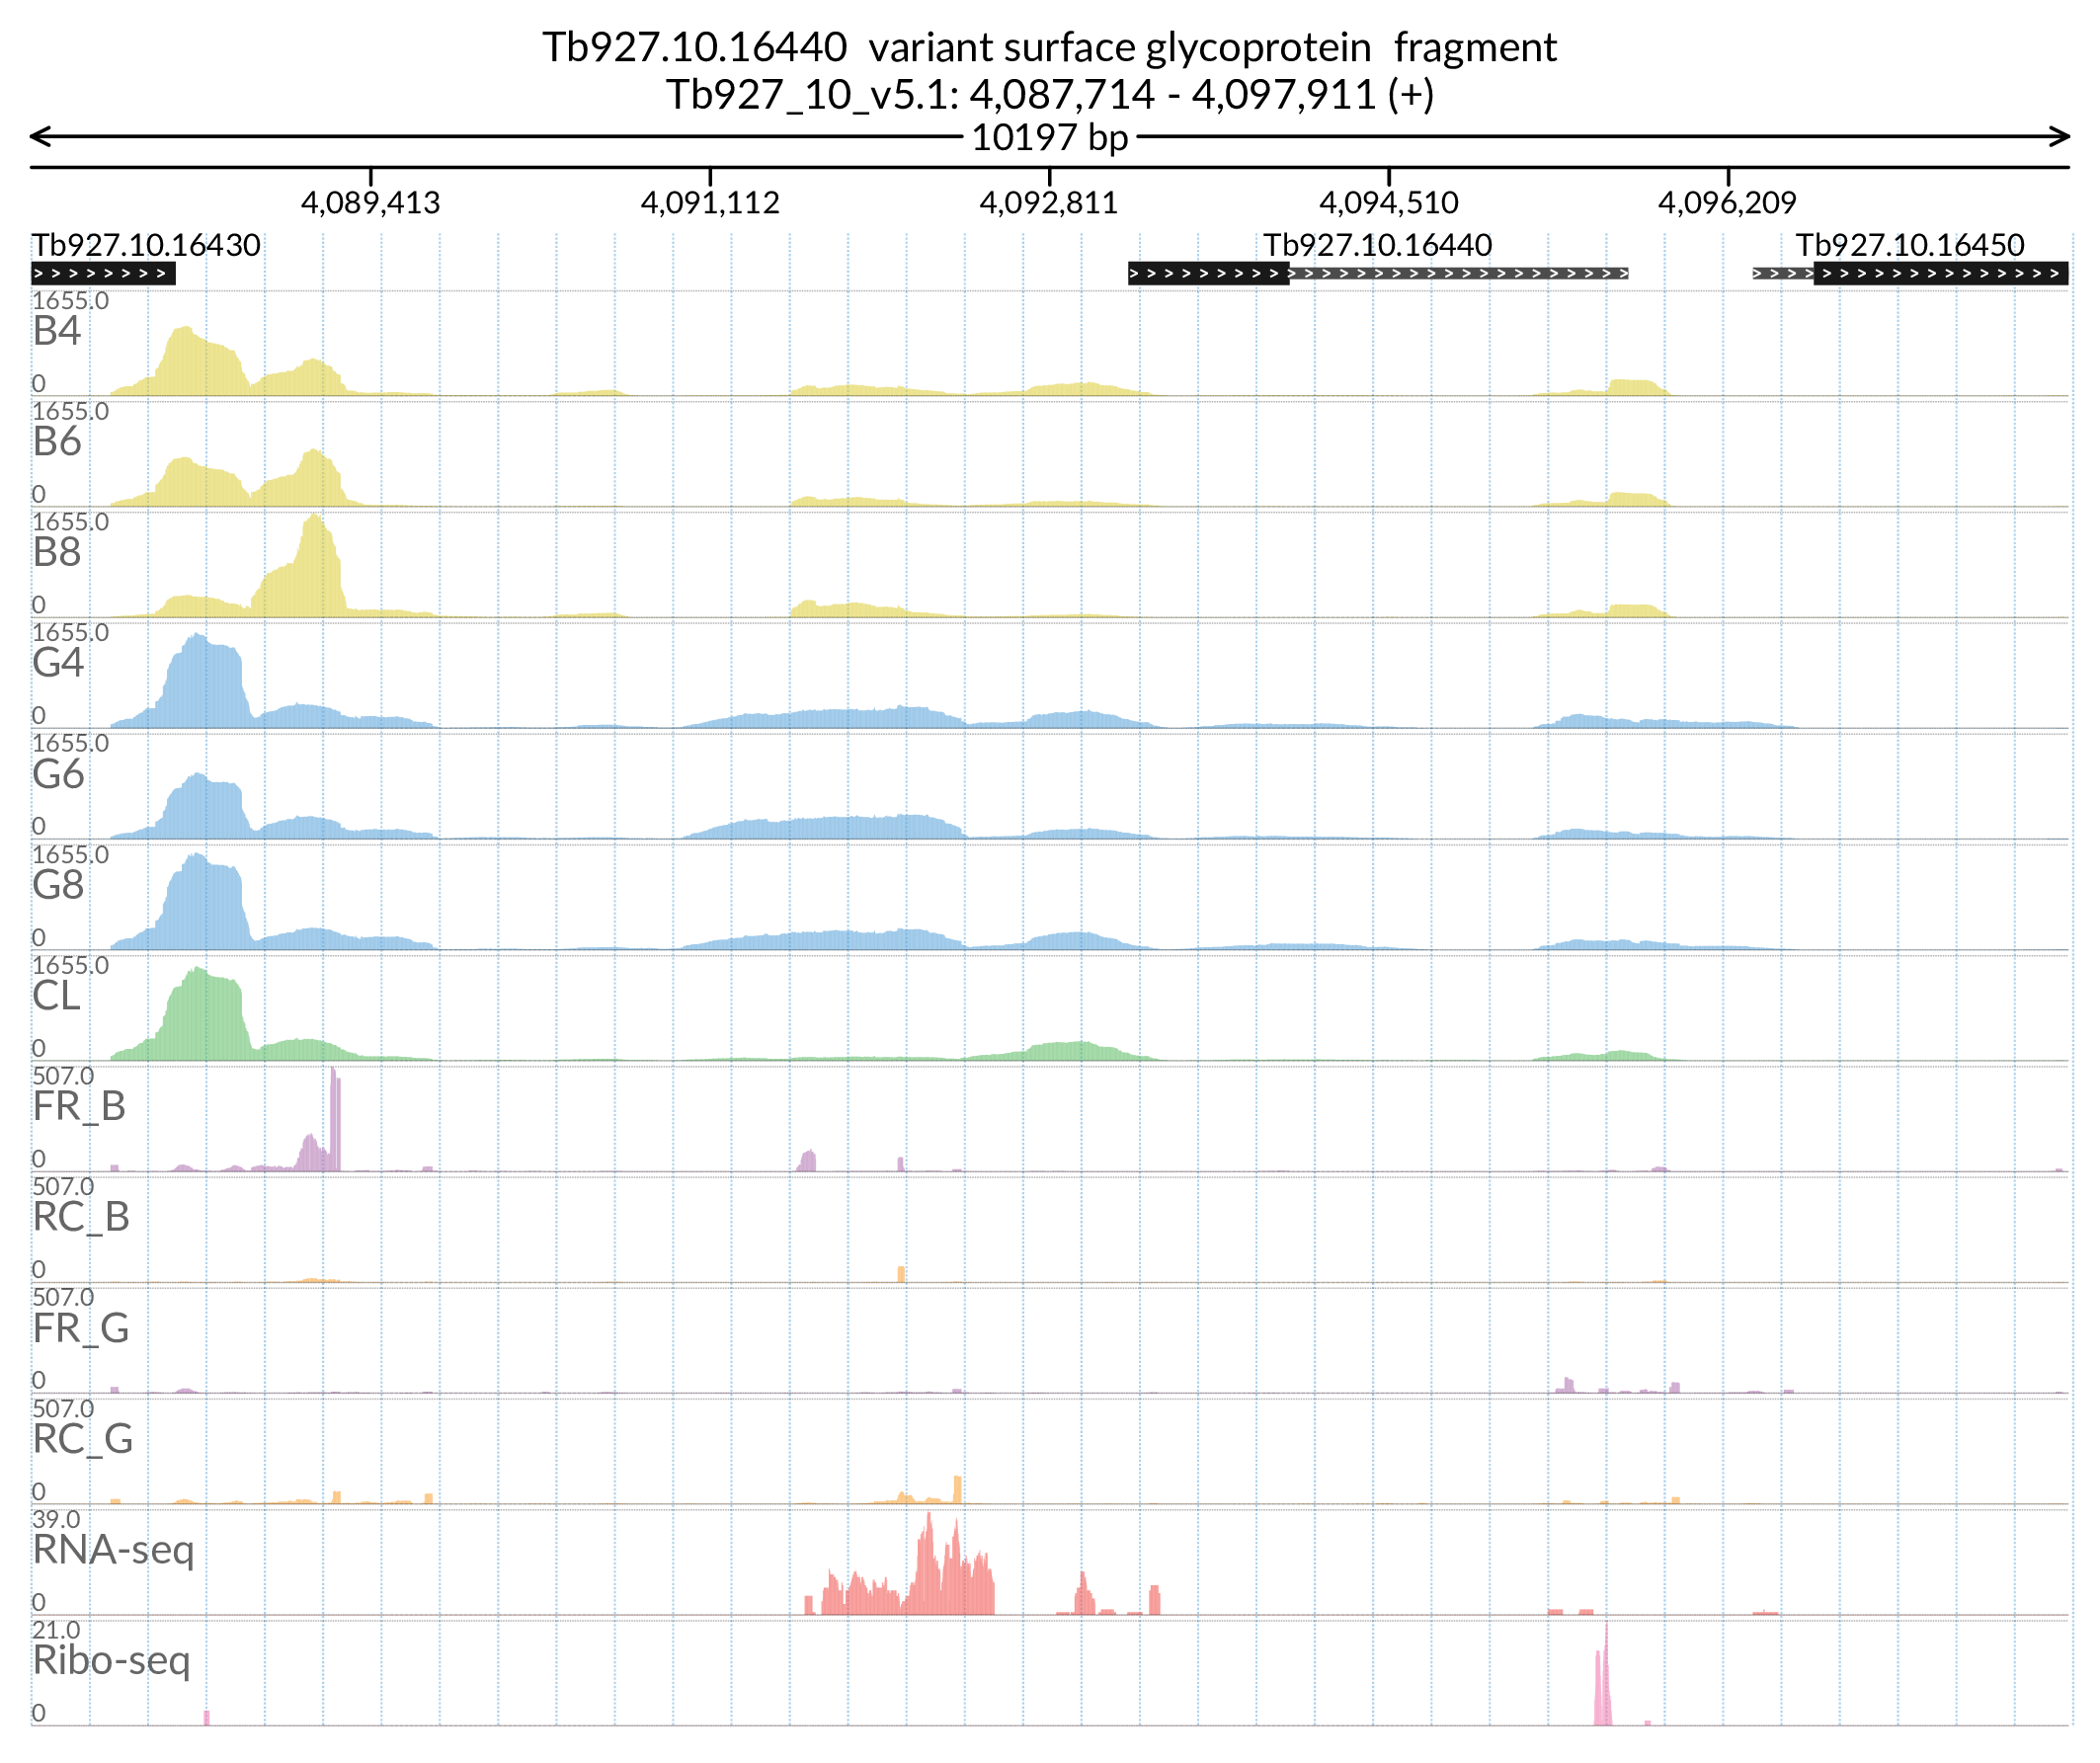 Tb927.10.16440 variant surface glycoprotein fragment
Tb927_10_v5.1: 4,087,714 - 4,097,911 (+)
10197 bp
4,089,413 4,091,112 4,092,811 4,094,510 4,096,209
Tb927.10.16430 Tb927.10.16440 Tb927.10.16450
1655.0
B4
0
1655.0
B6
0
1655.0
B8
0
1655.0
G4
0
1655.0
G6
0
1655.0
G8
0
1655.0
CL
0
507.0
FR_B
0
507.0
RC_B
0
507.0
FR_G
0
507.0
RC_G
0
39.0
RNA-seq
0
21.0
Ribo-seq
0